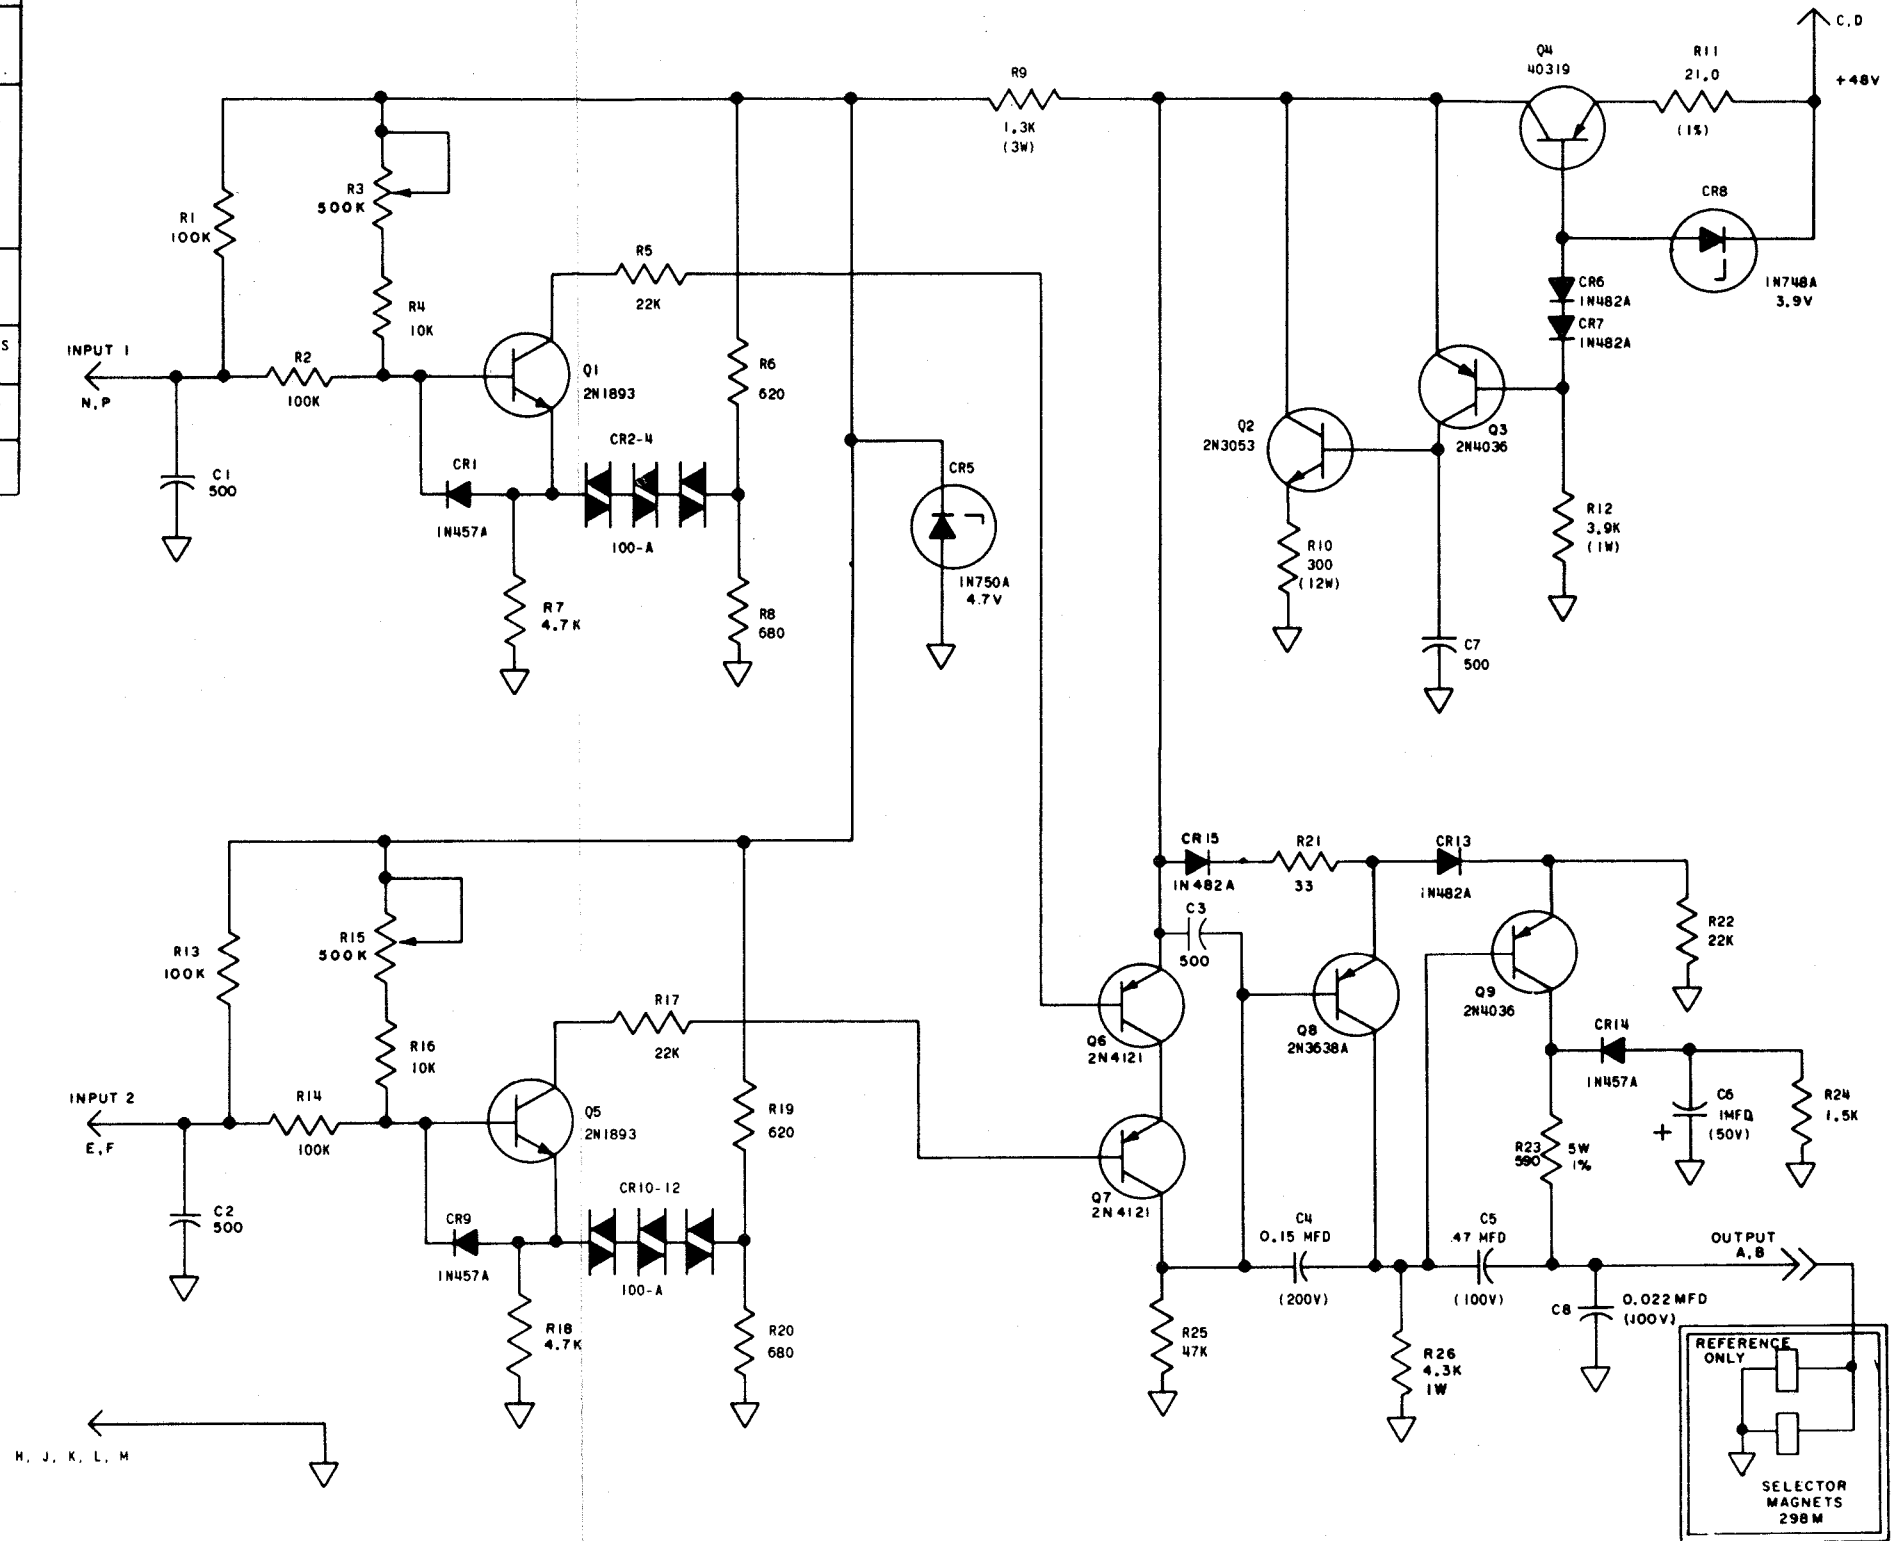 C,D
+48V
Q4
40319
R11
21.0
(1%)
R9
1.3K
(3W)
CR8
1N748A
3.9V
CR6
1N482A
CR7
1N482A
R1
100K
R3
500K
R4
10K
R5
22K
S
INPUT 1
N,P
R2
100K
Q1
2N1893
R6
620
CR2-4
100-A
CR1
1N457A
C1
500
R7
4.7K
R8
680
CR5
1N750A
4.7V
Q2
2N3053
Q3
2N4036
R10
300
(12W)
R12
3.9K
(1W)
C7
500
CR15
1N482A
R21
33
CR13
1N482A
C3
500
R22
22K
R13
100K
R15
500K
R16
10K
R17
22K
Q6
2N4121
Q8
2N3638A
Q9
2N4036
CR14
1N457A
C6
1MFD
(50V)
+
R24
1.5K
INPUT 2
E,F
R14
100K
Q5
2N1893
R19
620
R23
590
5W
1%
Q7
2N4121
CR10-12
100-A
CR9
1N457A
C2
500
R18
4.7K
R20
680
C4
0.15 MFD
(200V)
C5
.47 MFD
(100V)
OUTPUT
A,B
C8
0.022MFD
(100V)
R25
47K
R26
4.3K
1W
REFERENCE
ONLY
SELECTOR
MAGNETS
298M
H, J, K, L, M